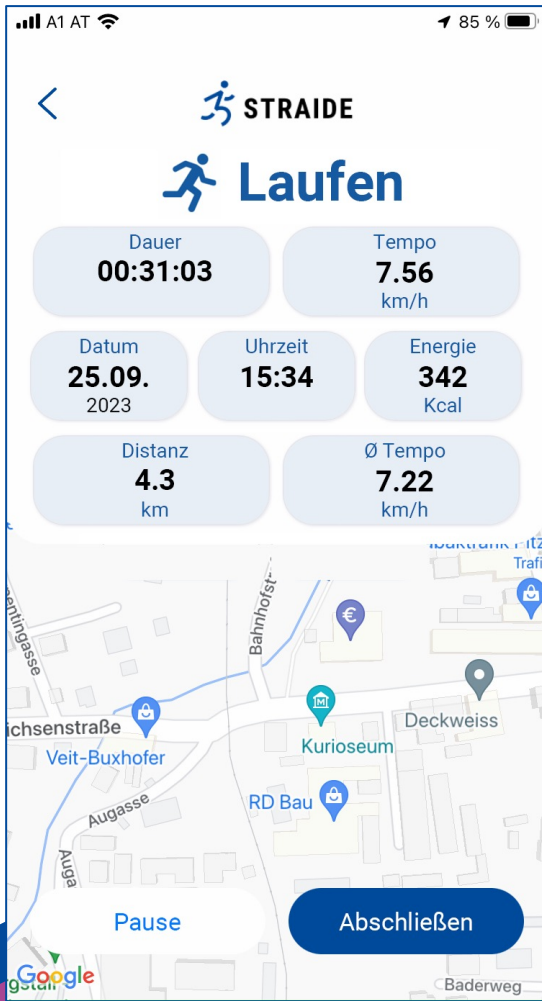 A1 AT
85 %
STRAIDE
Laufen
Dauer
00:31:03
Tempo
7.56
km/h
Datum
25.09.
2023
Uhrzeit
15:34
Energie
342
Kcal
Distanz
4.3
km
Ø Tempo
7.22
km/h
Trafi
€
Bahnhofst
entingasse
ichsenstraße
Veit-Buxhofer
M
Kurioseum
Deckweiss
RD Bau
Augasse
Auga
Pause
Abschließen
Google
Baderweg